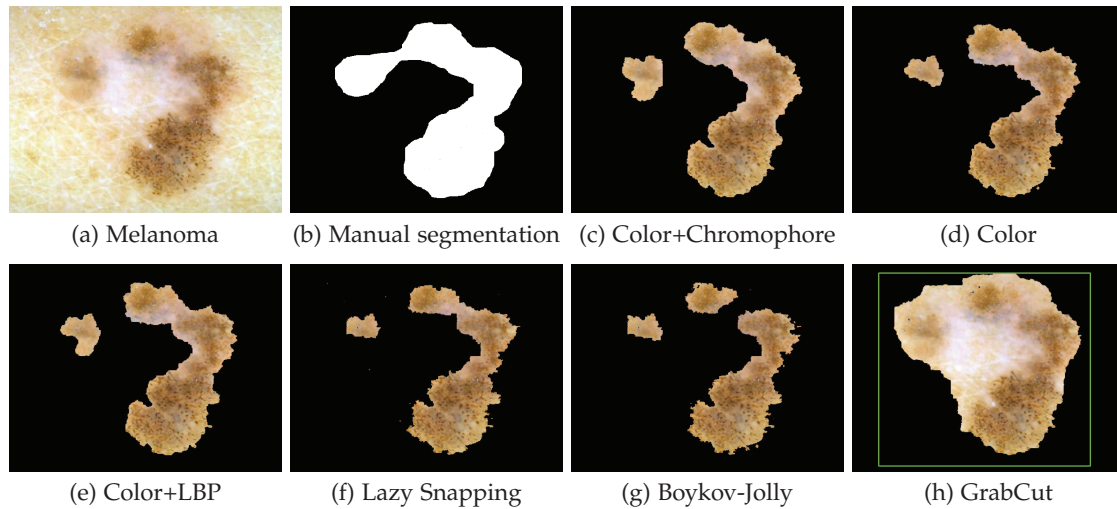 (a) Melanoma
(b) Manual segmentation
(c) Color+Chromophore
(d) Color
(e) Color+LBP
(f) Lazy Snapping
(g) Boykov-Jolly
(h) GrabCut